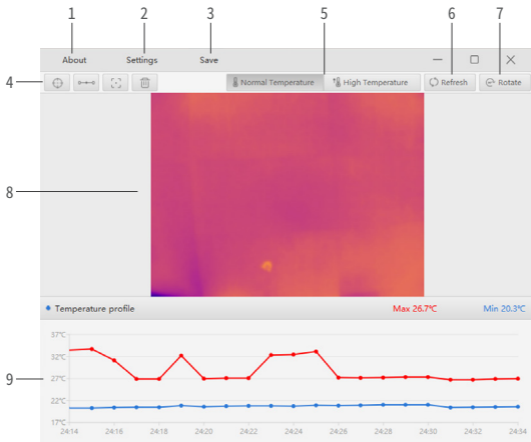 1 2 3 5 6 7
About Settings Save
4 Normal Temperature High Temperature Refresh Rotate
8
Temperature profile Max 26.7℃ Min 20.3℃
37℃
32℃
9 27℃
22℃
17℃
24:14 24:16 24:18 24:20 24:22 24:24 24:26 24:28 24:30 24:32 24:34